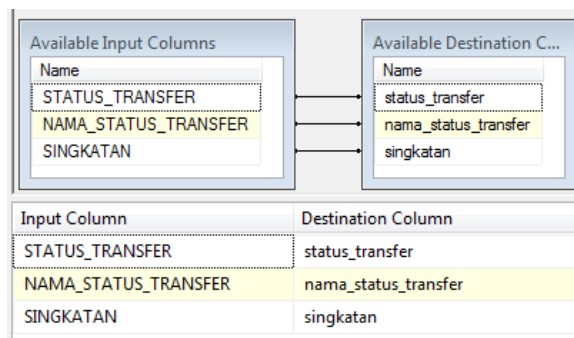 Available Input Columns
Name
STATUS_TRANSFER
NAMA_STATUS_TRANSFER
SINGKATAN
Available Destination C...
Name
status_transfer
nama_status_transfer
singkatan
Input Column Destination Column
STATUS_TRANSFER status_transfer
NAMA_STATUS_TRANSFER nama_status_transfer
SINGKATAN singkatan